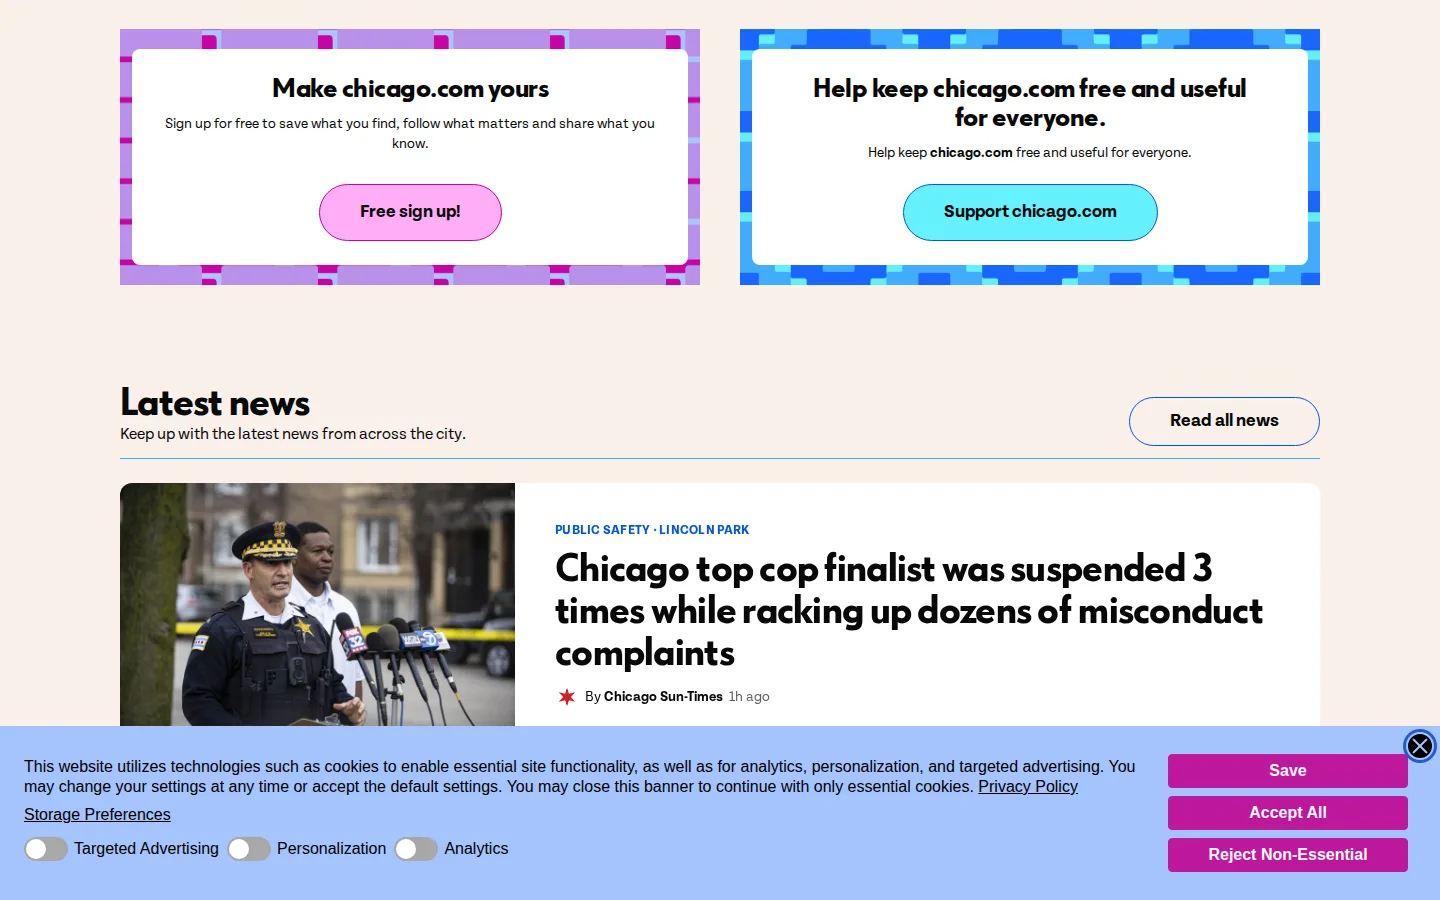 Make chicago.com yours
Sign up for free to save what you find, follow what matters and share what you
know.
Free sign up!
Help keep chicago.com free and useful
for everyone.
Help keep chicago.com free and useful for everyone.
Support chicago.com
Latest news
Keep up with the latest news from across the city.
Read all news
PUBLIC SAFETY · LINCOLN PARK
Chicago top cop finalist was suspended 3
times while racking up dozens of misconduct
complaints
By Chicago Sun-Times 1h ago
FOX
32
WGN
This website utilizes technologies such as cookies to enable essential site functionality, as well as for analytics, personalization, and targeted advertising. You
may change your settings at any time or accept the default settings. You may close this banner to continue with only essential cookies. Privacy Policy
Storage Preferences
Targeted Advertising Personalization Analytics
Save
Accept All
Reject Non-Essential